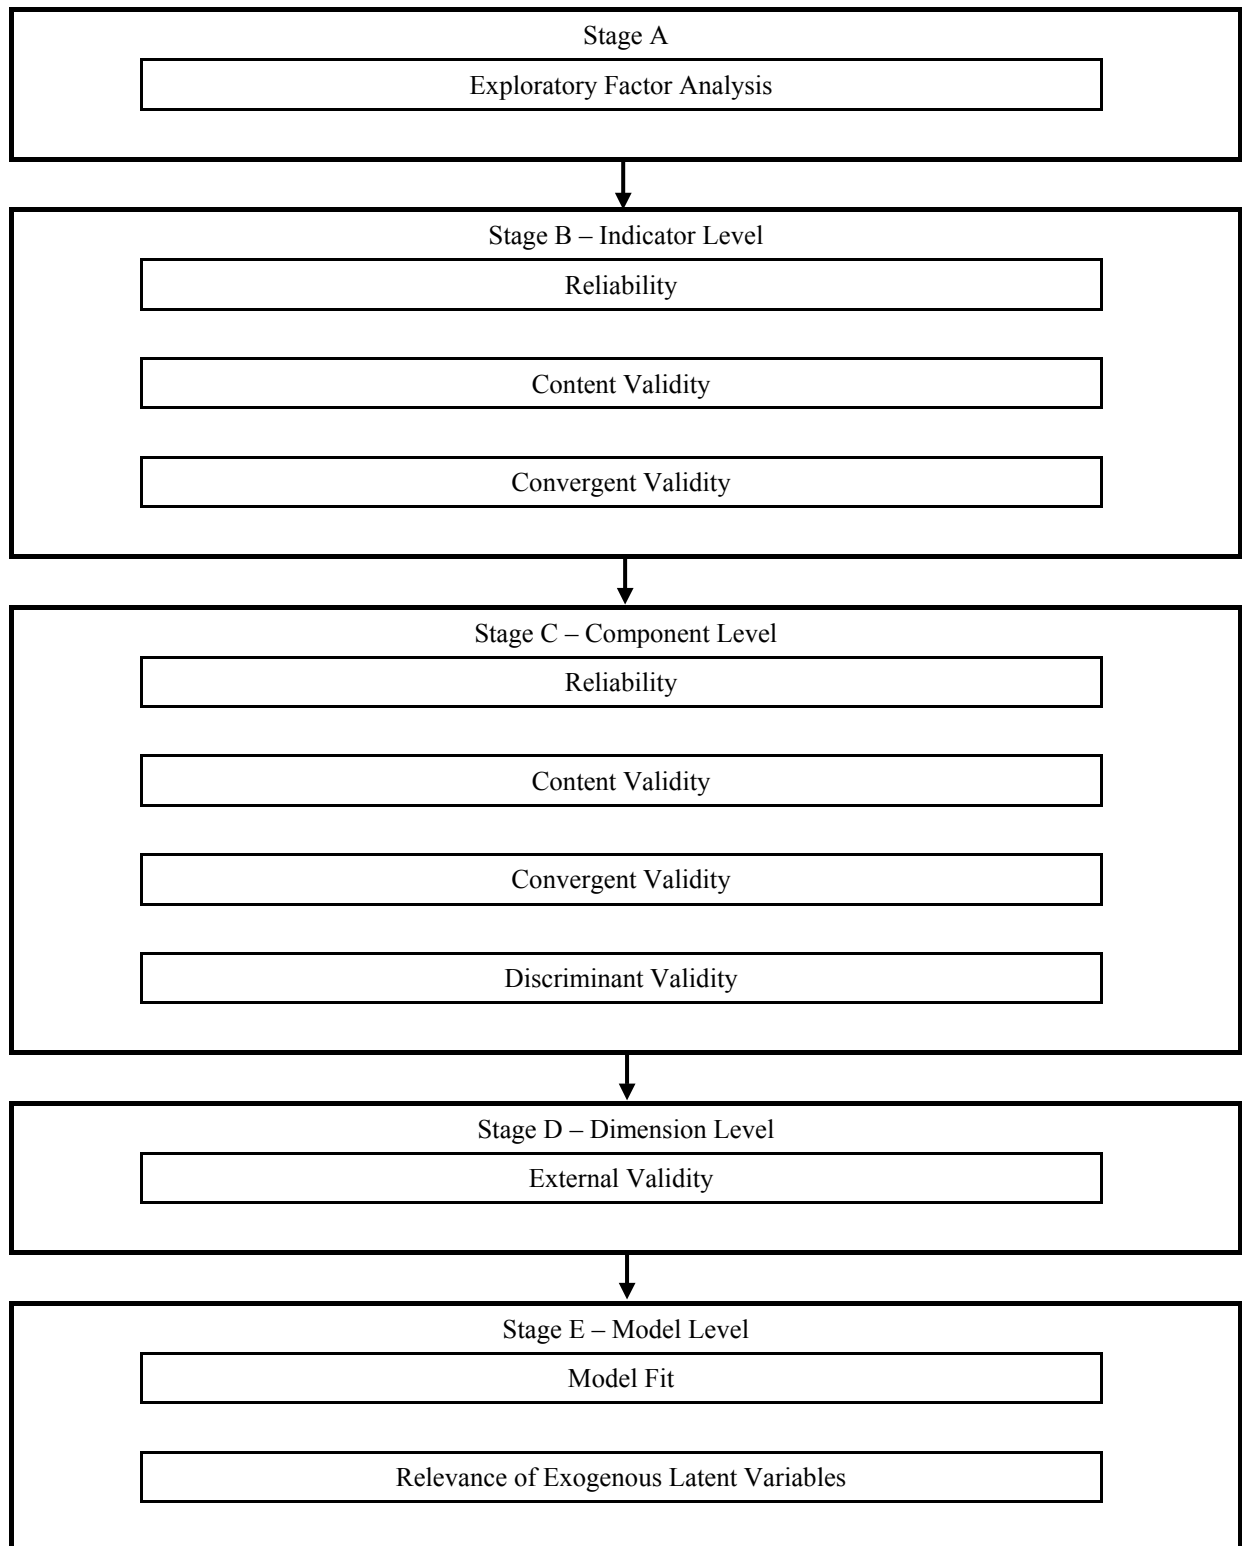 Stage A
Exploratory Factor Analysis
Stage B – Indicator Level
Reliability
Content Validity
Convergent Validity
Stage C – Component Level
Reliability
Content Validity
Convergent Validity
Discriminant Validity
Stage D – Dimension Level
External Validity
Stage E – Model Level
Model Fit
Relevance of Exogenous Latent Variables